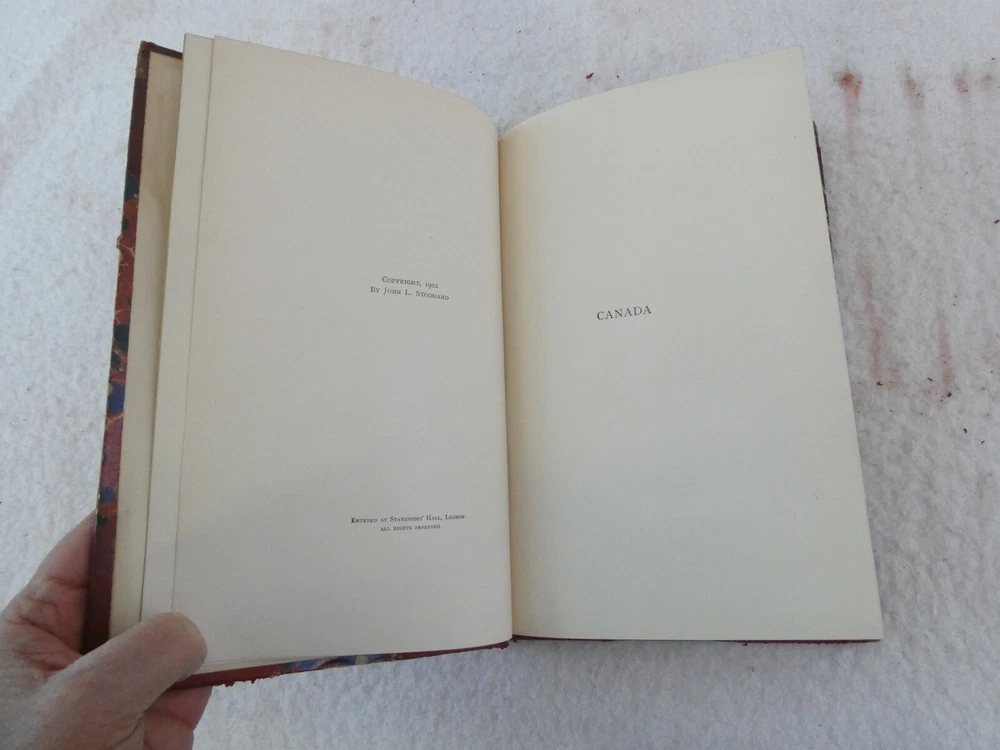 COPYRIGHT, 1902
BY JOHN L. STODDARD
ENTERED AT STATIONERS' HALL, LONDON
ALL RIGHTS RESERVED
CANADA